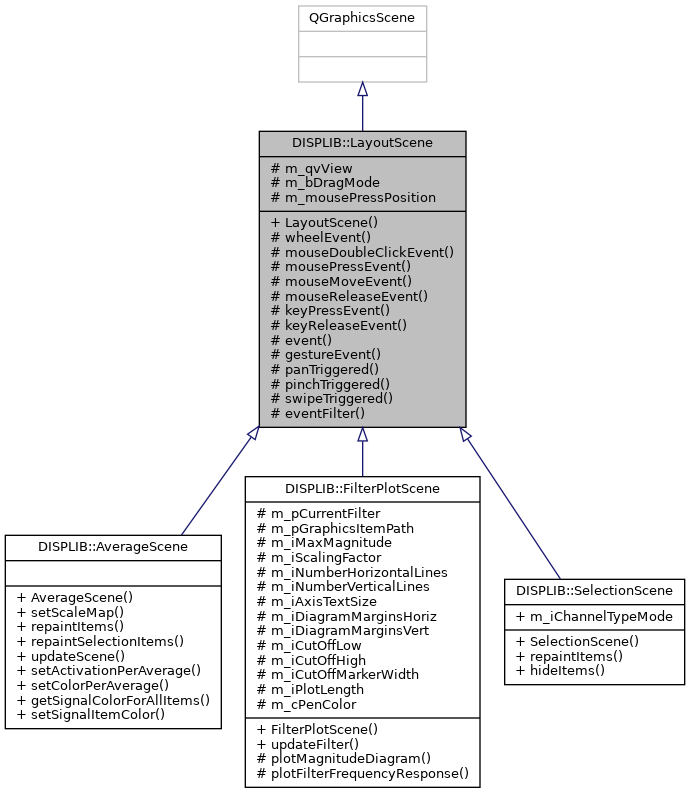 QGraphicsScene
DISPLIB::LayoutScene
# m_qvView
# m_bDragMode
# m_mousePressPosition
+ LayoutScene()
# wheelEvent()
# mouseDoubleClickEvent()
# mousePressEvent()
# mouseMoveEvent()
# mouseReleaseEvent()
# keyPressEvent()
# keyReleaseEvent()
# event()
# gestureEvent()
# panTriggered()
# pinchTriggered()
# swipeTriggered()
# eventFilter()
DISPLIB::AverageScene
+ AverageScene()
+ setScaleMap()
+ repaintItems()
+ repaintSelectionItems()
+ updateScene()
+ setActivationPerAverage()
+ setColorPerAverage()
+ getSignalColorForAllItems()
+ setSignalItemColor()
DISPLIB::FilterPlotScene
# m_pCurrentFilter
# m_pGraphicsItemPath
# m_iMaxMagnitude
# m_iScalingFactor
# m_iNumberHorizontalLines
# m_iNumberVerticalLines
# m_iAxisTextSize
# m_iDiagramMarginsHoriz
# m_iDiagramMarginsVert
# m_iCutOffLow
# m_iCutOffHigh
# m_iCutOffMarkerWidth
# m_iPlotLength
# m_cPenColor
+ FilterPlotScene()
+ updateFilter()
# plotMagnitudeDiagram()
# plotFilterFrequencyResponse()
DISPLIB::SelectionScene
+ m_iChannelTypeMode
+ SelectionScene()
+ repaintItems()
+ hideItems()